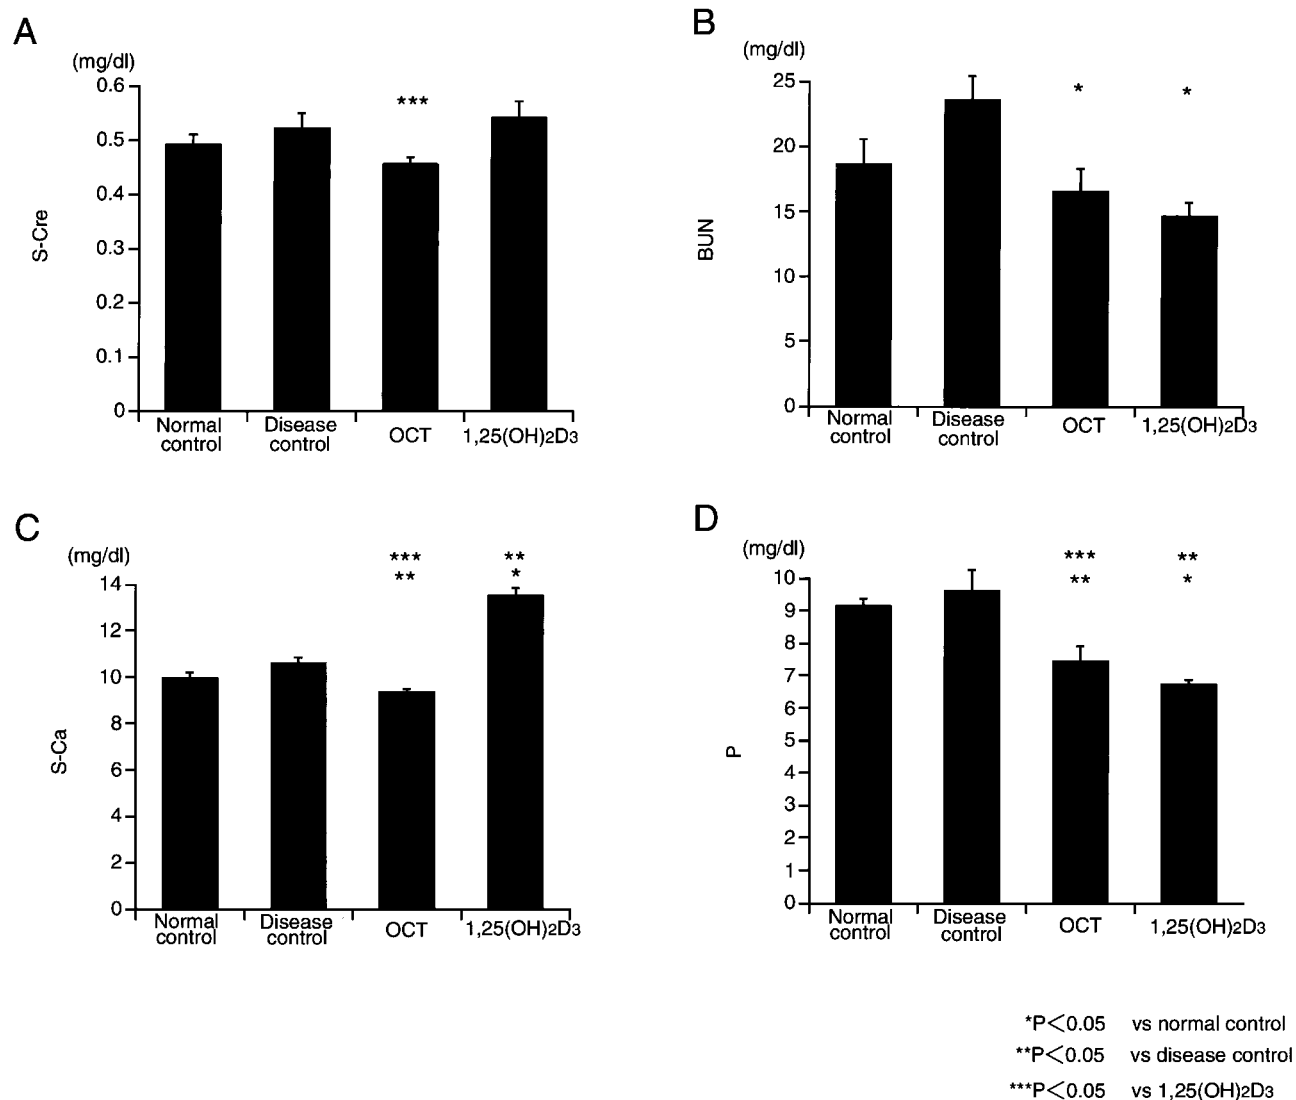 A
(mg/dl)
0.6
0.5
0.4
0.3
0.2
0.1
0
S-Cre
***
Normal control
Disease control
OCT
1,25(OH)2D3
B
(mg/dl)
25
20
15
10
5
0
BUN
*
*
Normal control
Disease control
OCT
1,25(OH)2D3
C
(mg/dl)
14
12
10
8
6
4
2
0
S-Ca
***
**
**
*
Normal control
Disease control
OCT
1,25(OH)2D3
D
(mg/dl)
10
9
8
7
6
5
4
3
2
1
0
P
***
**
**
*
Normal control
Disease control
OCT
1,25(OH)2D3
*P<0.05 vs normal control
**P<0.05 vs disease control
***P<0.05 vs 1,25(OH)2D3